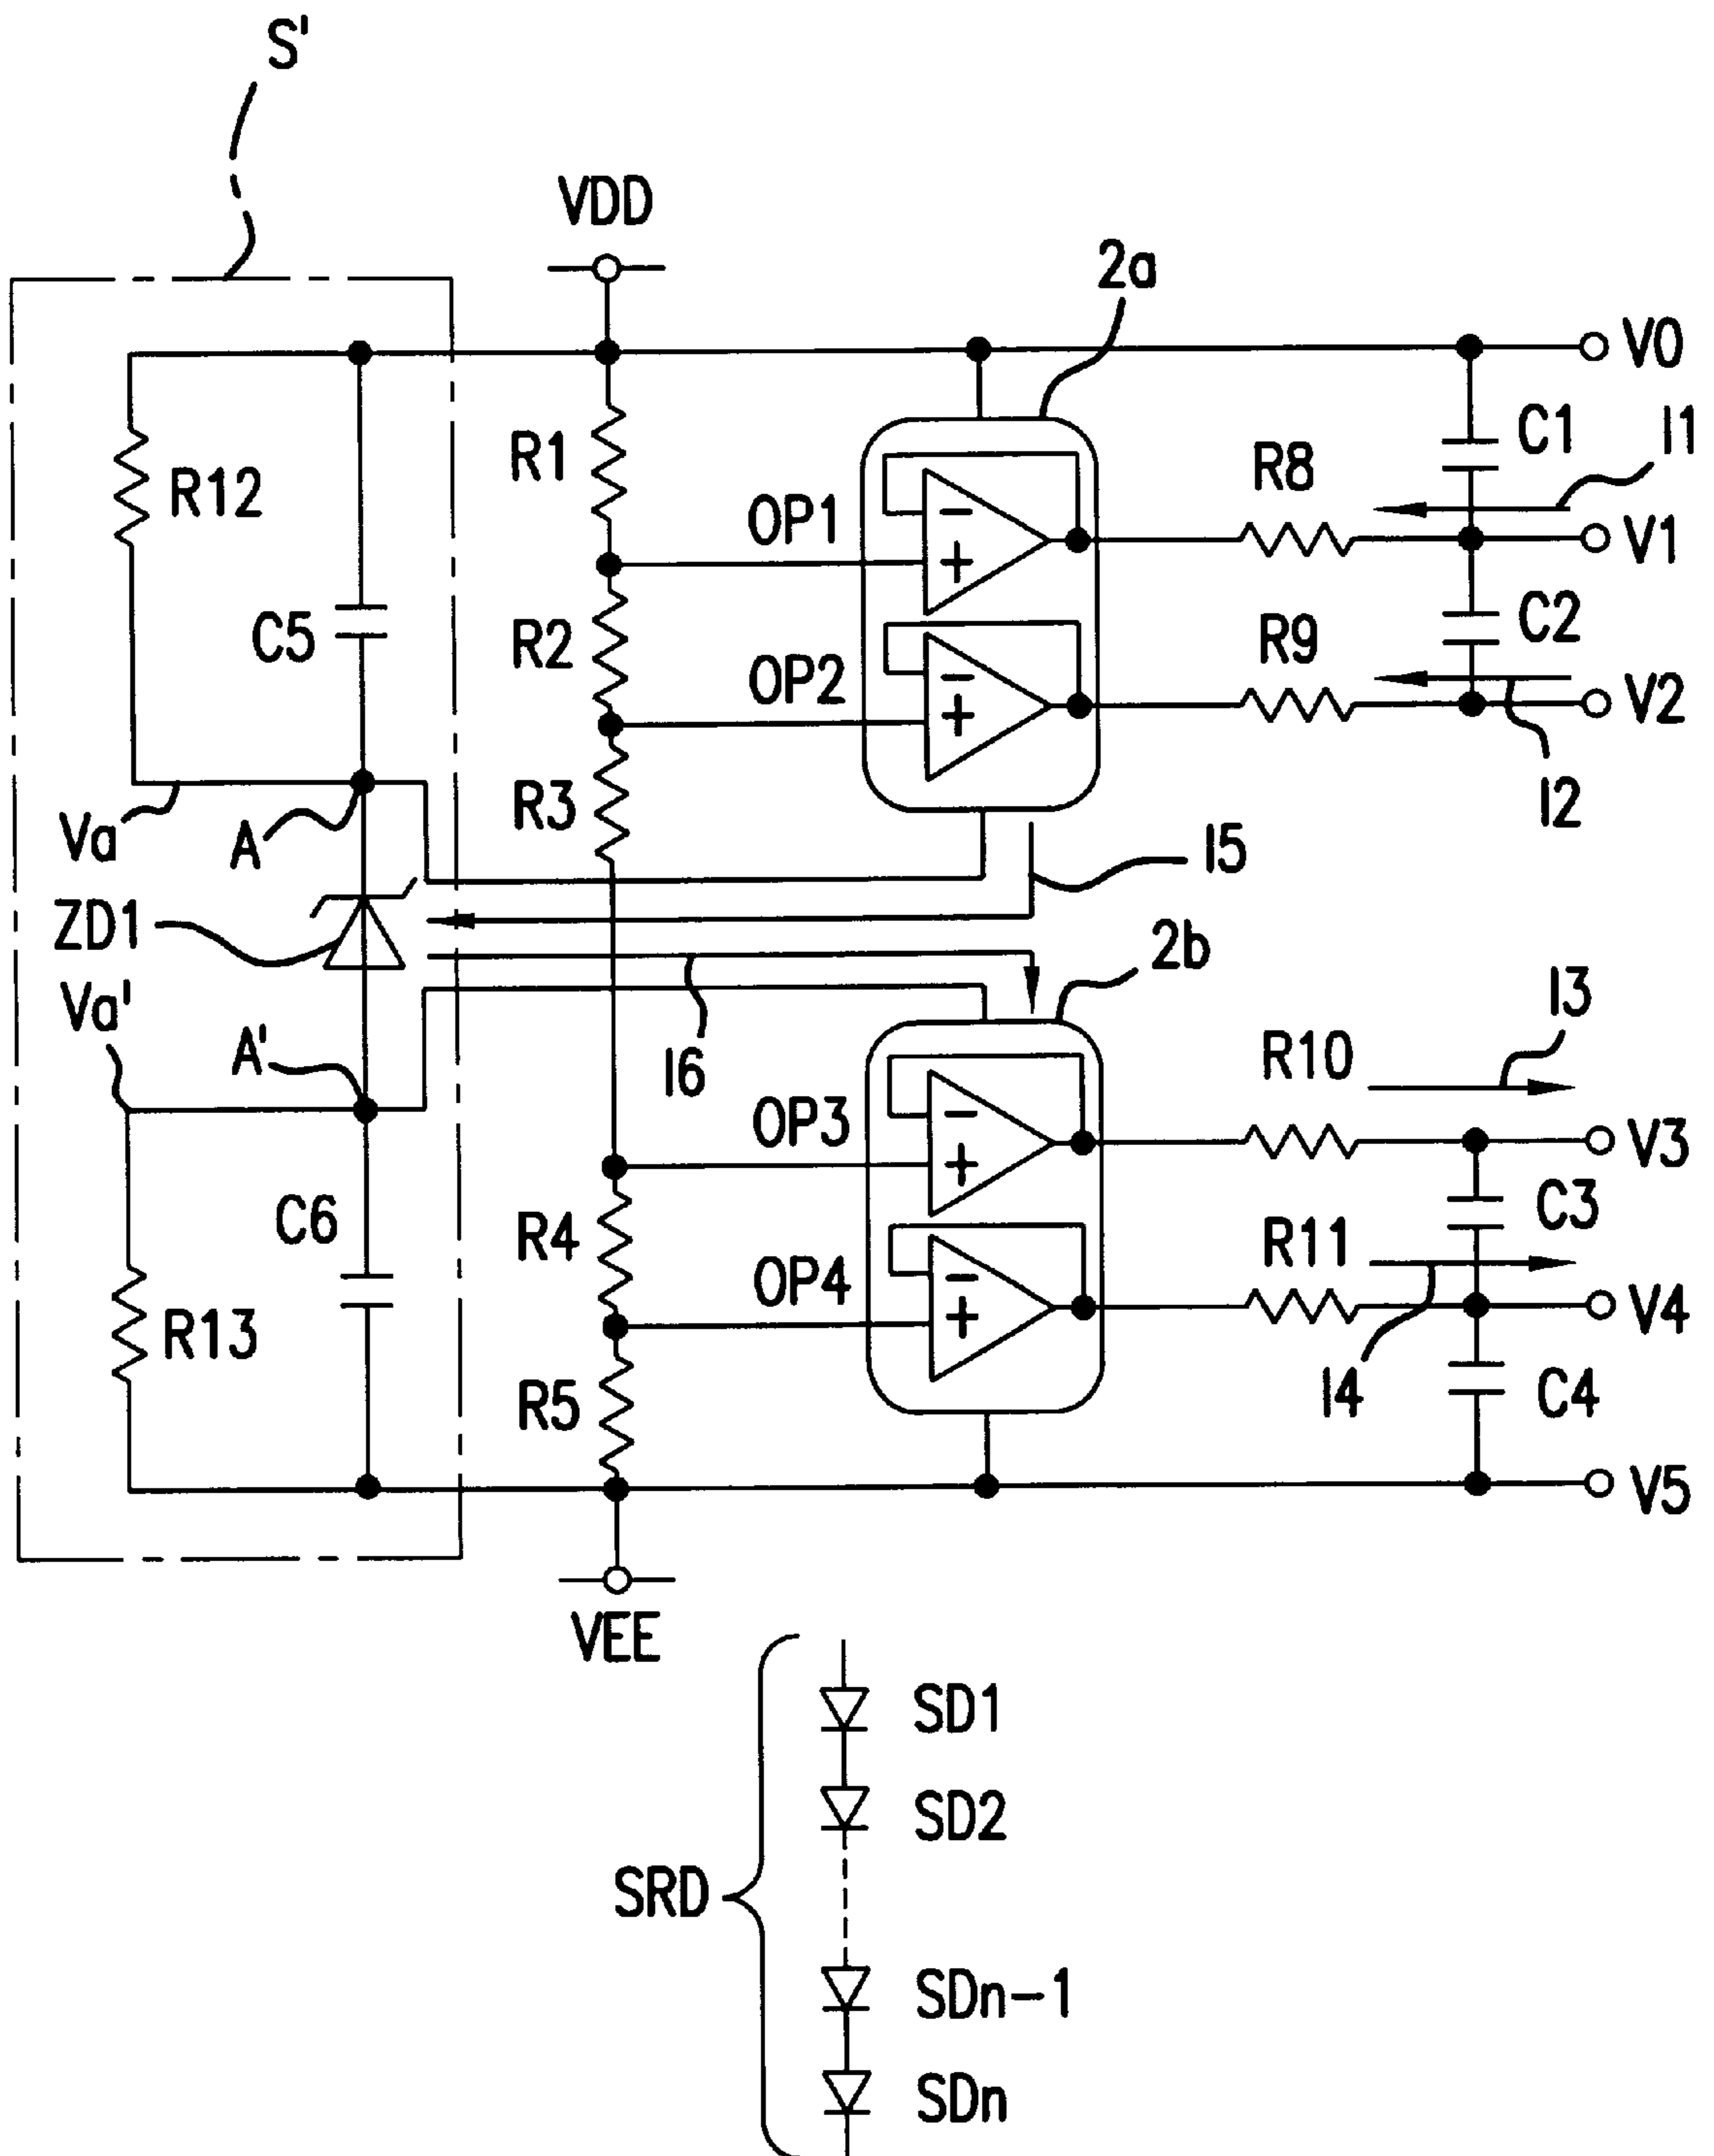 S'
VDD
2a
V0
R1
C1
I1
R8
R12
OP1
V1
C5
R2
C2
R9
OP2
V2
R3
I2
Va
A
I5
ZD1
2b
Va'
I3
A'
I6
R10
OP3
V3
C6
R4
C3
R11
OP4
V4
R13
R5
I4
C4
V5
VEE
SD1
SD2
SRD
SDn-1
SDn
- + - + - + - +